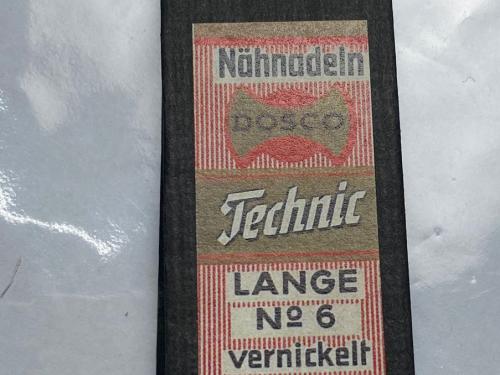 Nähnadeln
DOSCO
Technic
LANGE
Nº 6
vernickelt